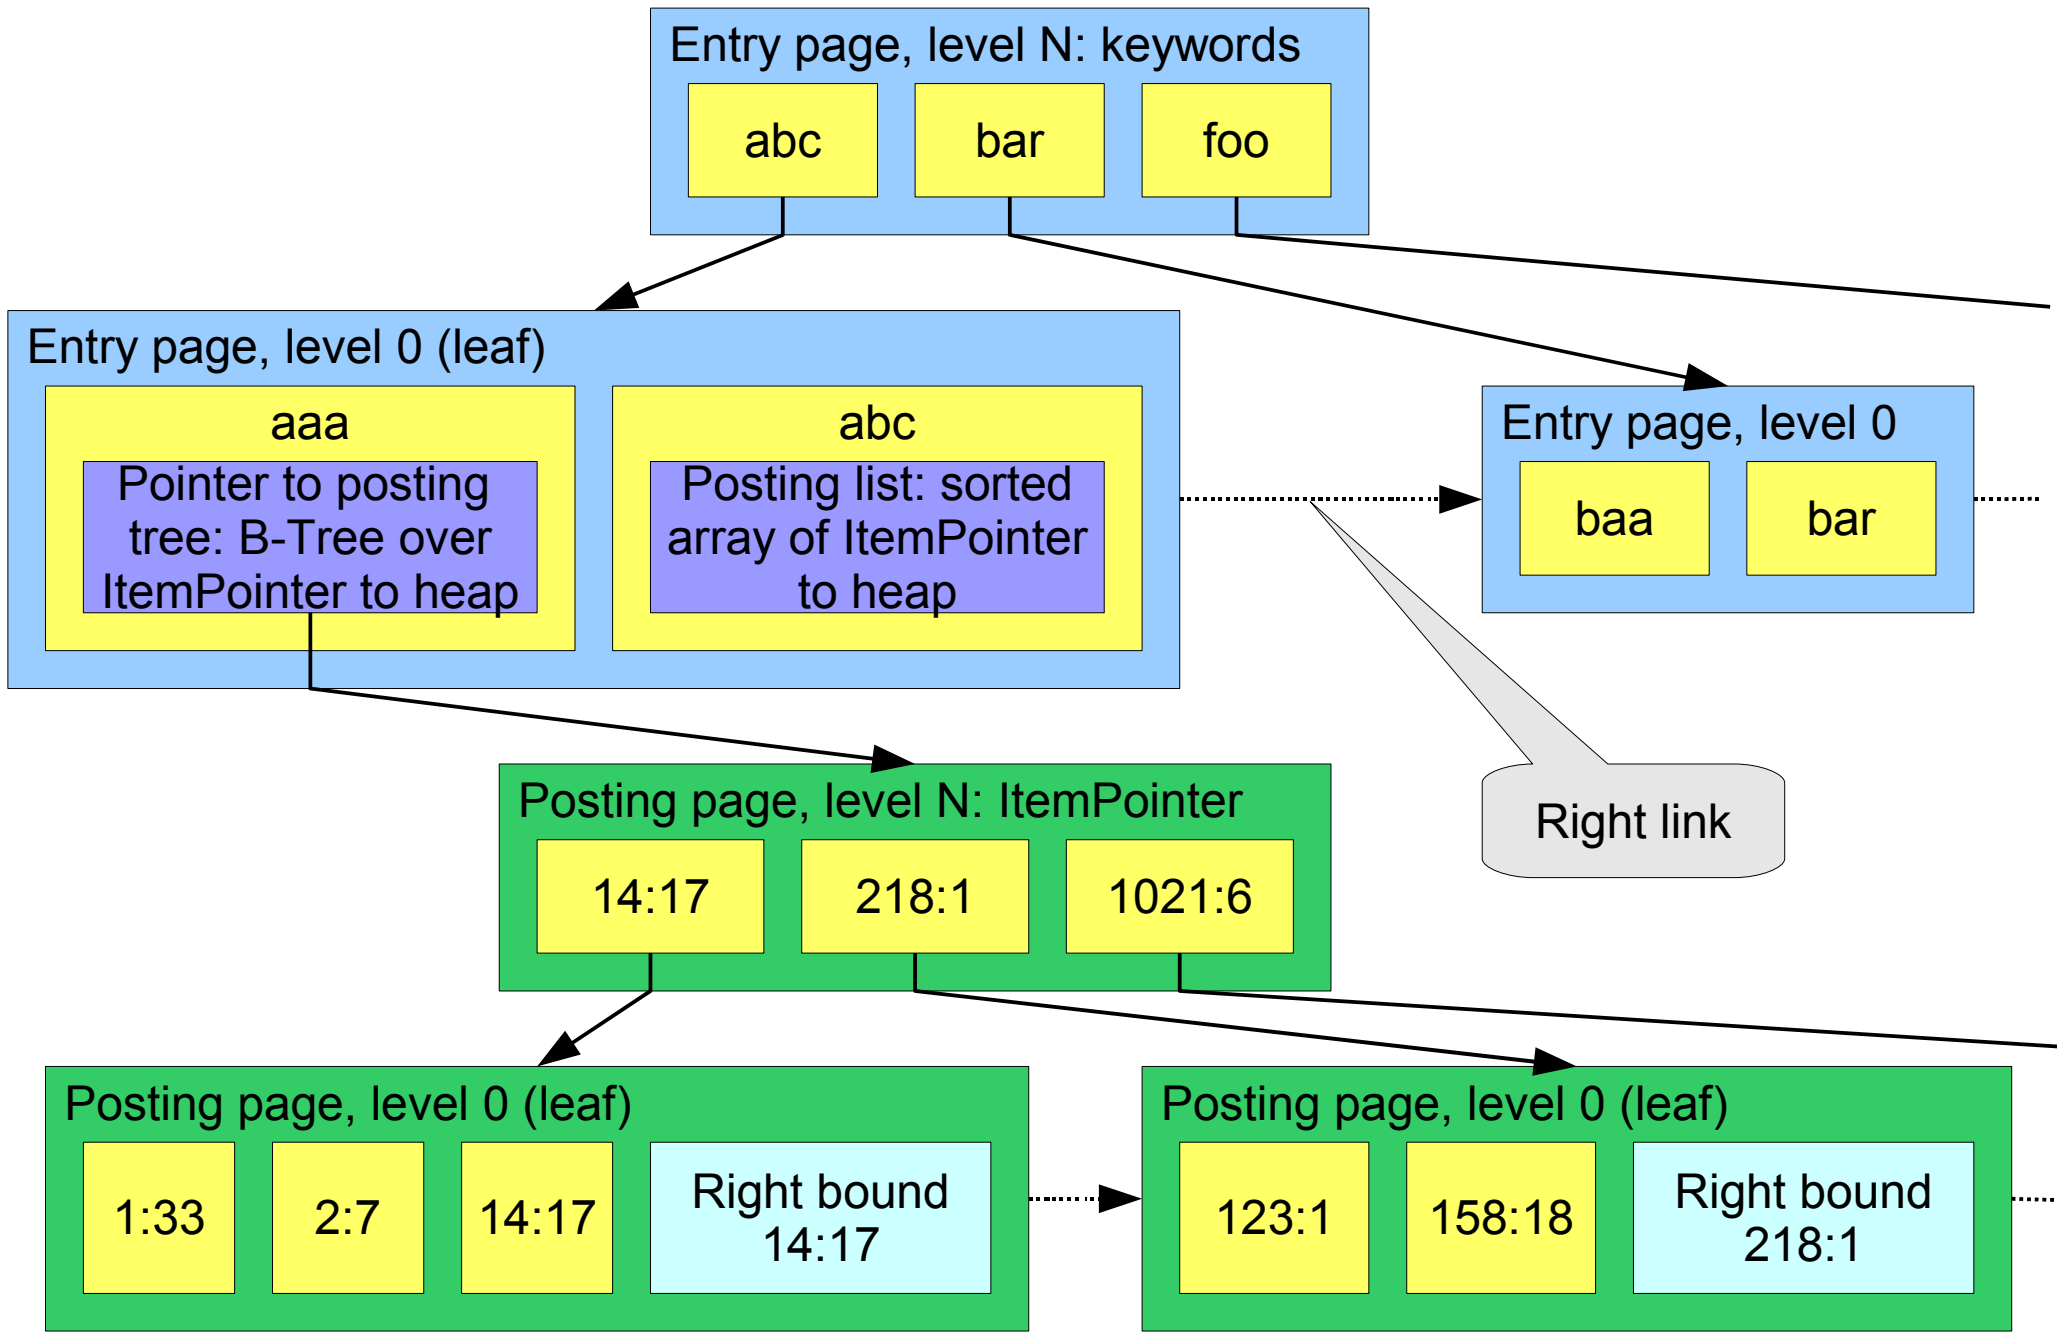 Entry page, level N: keywords
abc
bar
foo
Entry page, level 0 (leaf)
aaa
Pointer to posting
tree: B-Tree over
ItemPointer to heap
abc
Posting list: sorted
array of ItemPointer
to heap
Entry page, level 0
baa
bar
Right link
Posting page, level N: ItemPointer
14:17
218:1
1021:6
Posting page, level 0 (leaf)
1:33
2:7
14:17
Right bound
14:17
Posting page, level 0 (leaf)
123:1
158:18
Right bound
218:1